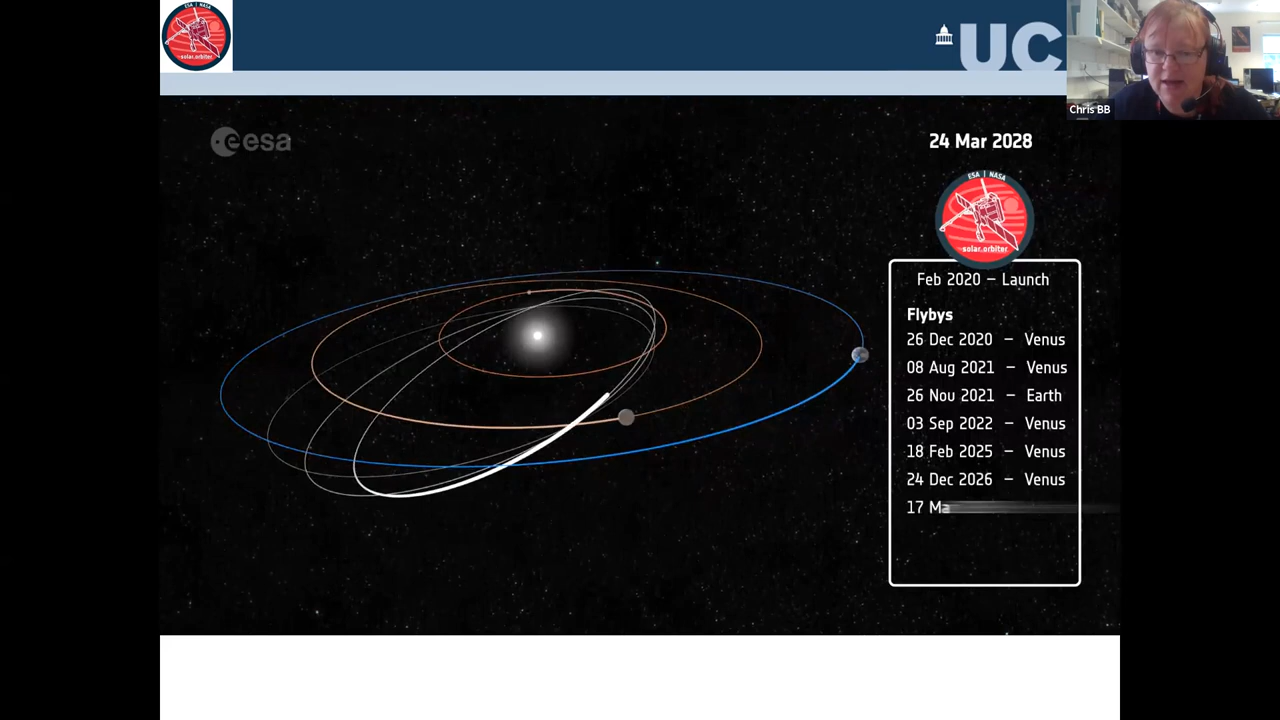 ESA | NASA
solar.orbiter
UC
Chris BB
esa
24 Mar 2028
ESA | NASA
solar.orbiter
Feb 2020 – Launch
Flybys
26 Dec 2020 – Venus
08 Aug 2021 – Venus
26 Nov 2021 – Earth
03 Sep 2022 – Venus
18 Feb 2025 – Venus
24 Dec 2026 – Venus
17 Ma